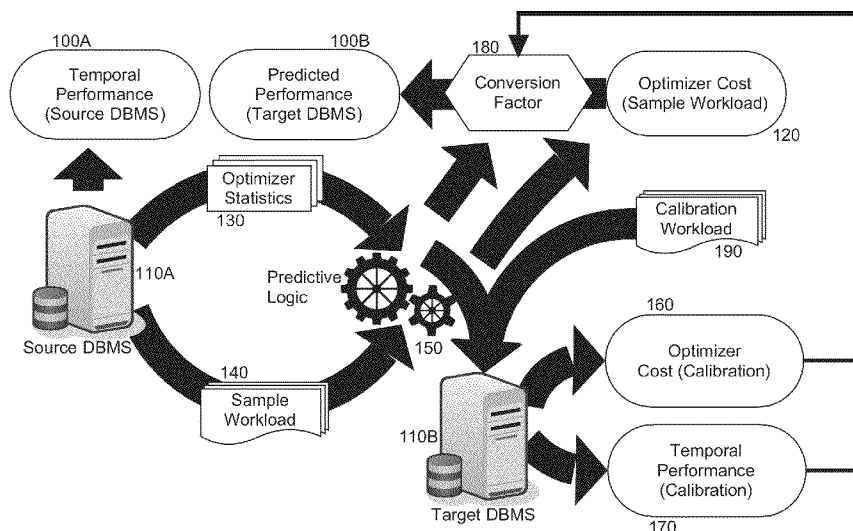 100A
100B
180
Temporal
Performance
(Source DBMS)
Predicted
Performance
(Target DBMS)
Conversion
Factor
Optimizer Cost
(Sample Workload)
120
Optimizer
Statistics
130
Calibration
Workload
190
110A
Predictive
Logic
150
Source DBMS
140
Sample
Workload
160
Optimizer
Cost (Calibration)
110B
Temporal
Performance
(Calibration)
Target DBMS
170